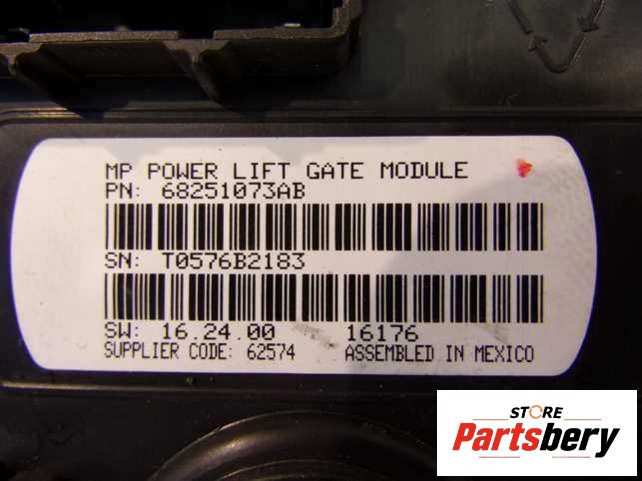 MP POWER LIFT GATE MODULE
PN: 68251073AB
SN: T0576B2183
SW: 16.24.00 16176
SUPPLIER CODE: 62574 ASSEMBLED IN MEXICO
STORE
Partsbery